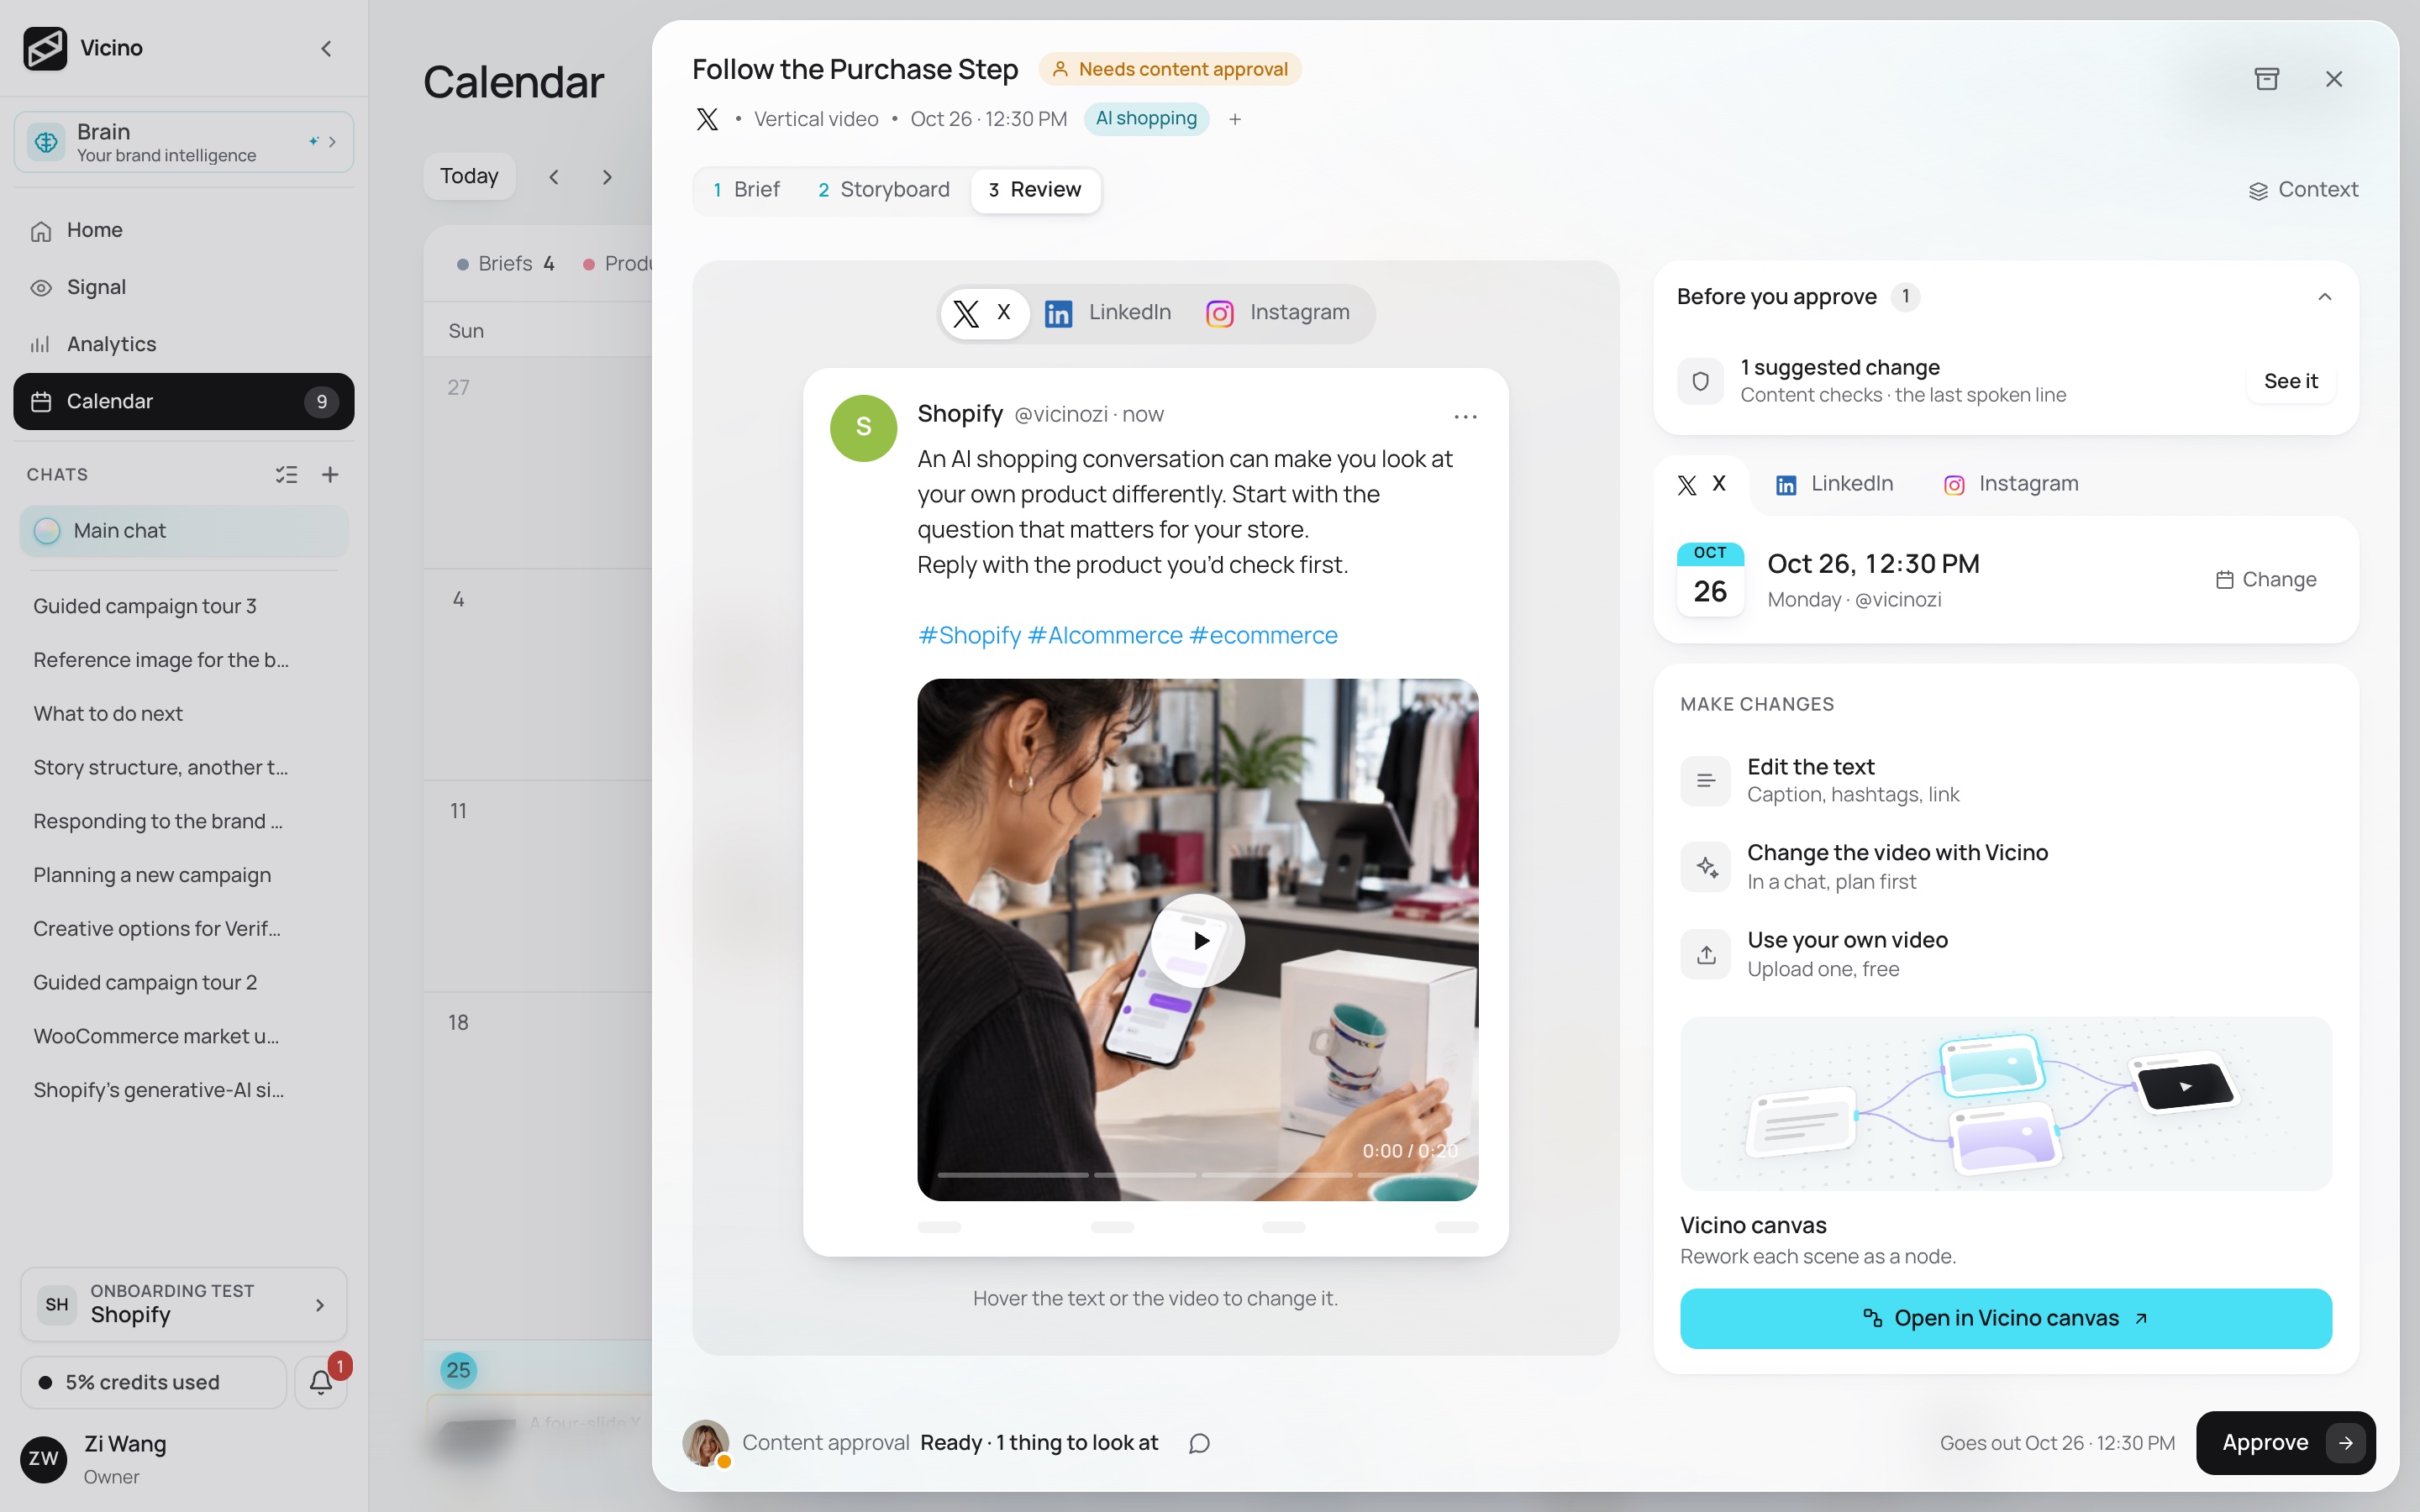 Vicino
Brain
Your brand intelligence
Home
Signal
Analytics
Calendar 9
CHATS
Main chat
Guided campaign tour 3
Reference image for the b...
What to do next
Story structure, another t...
Responding to the brand ...
Planning a new campaign
Creative options for Verif...
Guided campaign tour 2
WooCommerce market u...
Shopify's generative-AI si...
SH
ONBOARDING TEST
Shopify
5% credits used
1
ZW
Zi Wang
Owner
Calendar
Today
Briefs 4
Produ
Sun
27
4
11
18
25
A four-slide X
Follow the Purchase Step
Needs content approval
X • Vertical video • Oct 26 · 12:30 PM AI shopping +
1 Brief 2 Storyboard 3 Review
Context
X LinkedIn Instagram
S
Shopify @vicinozi · now
An AI shopping conversation can make you look at
your own product differently. Start with the
question that matters for your store.
Reply with the product you'd check first.
#Shopify #AIcommerce #ecommerce
0:00 / 0:20
Hover the text or the video to change it.
Before you approve 1
1 suggested change
Content checks · the last spoken line
See it
X LinkedIn Instagram
OCT
26
Oct 26, 12:30 PM
Monday · @vicinozi
Change
MAKE CHANGES
Edit the text
Caption, hashtags, link
Change the video with Vicino
In a chat, plan first
Use your own video
Upload one, free
Vicino canvas
Rework each scene as a node.
Open in Vicino canvas
Content approval Ready · 1 thing to look at
Goes out Oct 26 · 12:30 PM
Approve